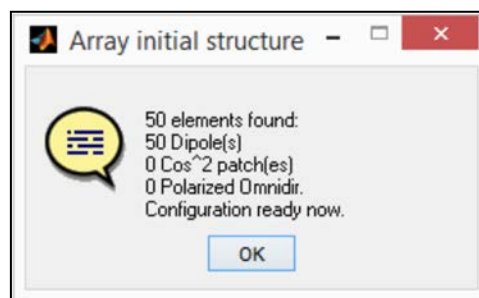 Array initial structure
50 elements found:
50 Dipole(s)
0 Cos^2 patch(es)
0 Polarized Omnidir.
Configuration ready now.
OK